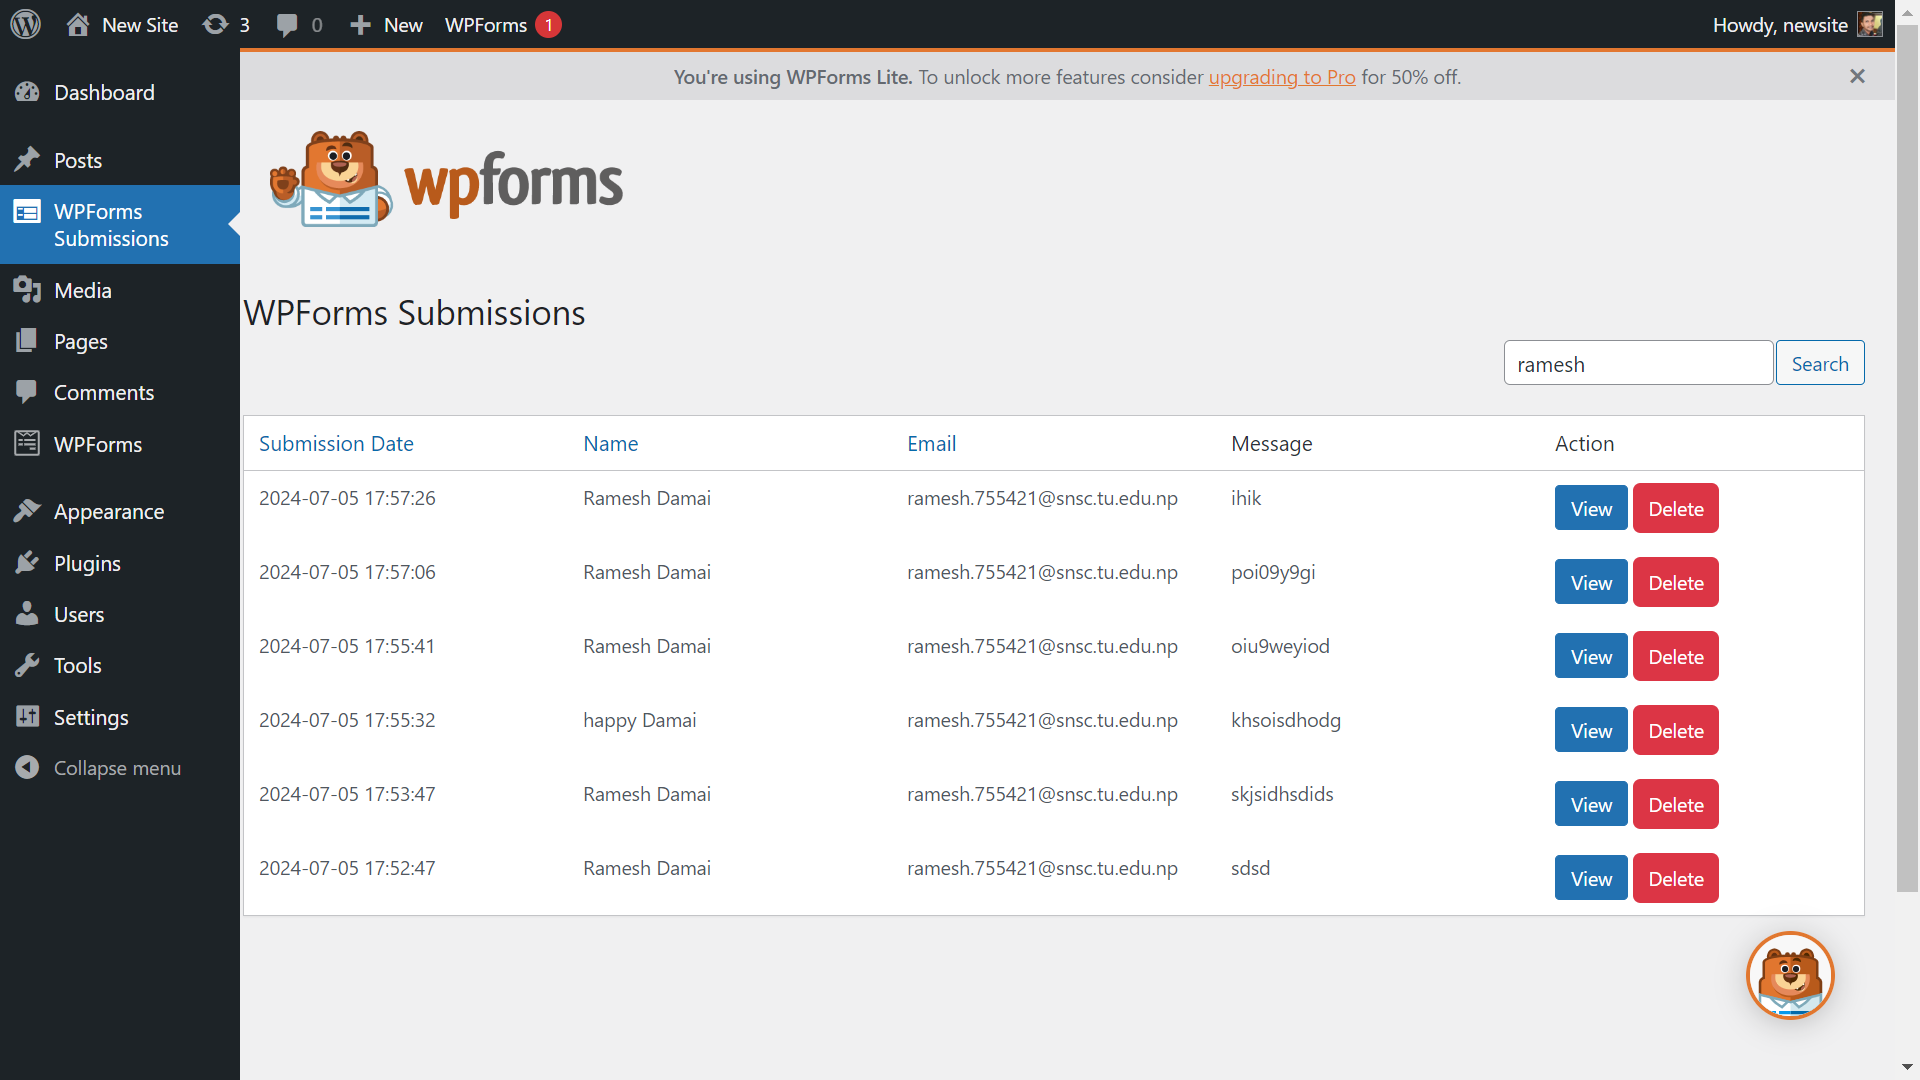 New Site 3 0 New WPForms 1 Howdy, newsite
You're using WPForms Lite. To unlock more features consider upgrading to Pro for 50% off.
Dashboard
Posts
WPForms
Submissions
Media
Pages
Comments
WPForms
Appearance
Plugins
Users
Tools
Settings
Collapse menu
wpforms
WPForms Submissions
ramesh Search
Submission Date Name Email Message Action
2024-07-05 17:57:26 Ramesh Damai ramesh.755421@snsc.tu.edu.np ihik View Delete
2024-07-05 17:57:06 Ramesh Damai ramesh.755421@snsc.tu.edu.np poi09y9gi View Delete
2024-07-05 17:55:41 Ramesh Damai ramesh.755421@snsc.tu.edu.np oiu9weyiod View Delete
2024-07-05 17:55:32 happy Damai ramesh.755421@snsc.tu.edu.np khsoisdhodg View Delete
2024-07-05 17:53:47 Ramesh Damai ramesh.755421@snsc.tu.edu.np skjsidhsdids View Delete
2024-07-05 17:52:47 Ramesh Damai ramesh.755421@snsc.tu.edu.np sdsd View Delete